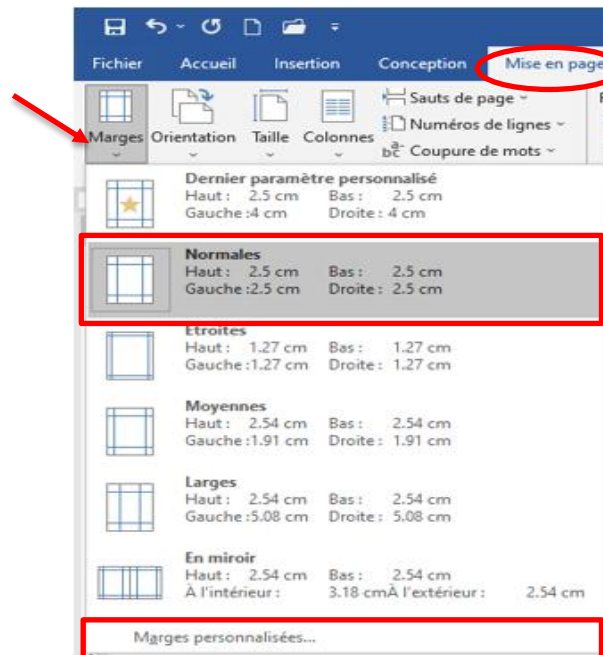 Fichier Accueil Insertion Conception Mise en page
Marges Orientation Taille Colonnes
Sauts de page
Numéros de lignes
Coupure de mots
Dernier paramètre personnalisé
Haut : 2.5 cm Bas : 2.5 cm
Gauche :4 cm Droite : 4 cm
Normales
Haut : 2.5 cm Bas : 2.5 cm
Gauche :2.5 cm Droite : 2.5 cm
Etroites
Haut : 1.27 cm Bas : 1.27 cm
Gauche :1.27 cm Droite : 1.27 cm
Moyennes
Haut : 2.54 cm Bas : 2.54 cm
Gauche :1.91 cm Droite : 1.91 cm
Larges
Haut : 2.54 cm Bas : 2.54 cm
Gauche :5.08 cm Droite : 5.08 cm
En miroir
Haut : 2.54 cm Bas : 2.54 cm
À l'intérieur : 3.18 cmÀ l'extérieur : 2.54 cm
Marges personnalisées...